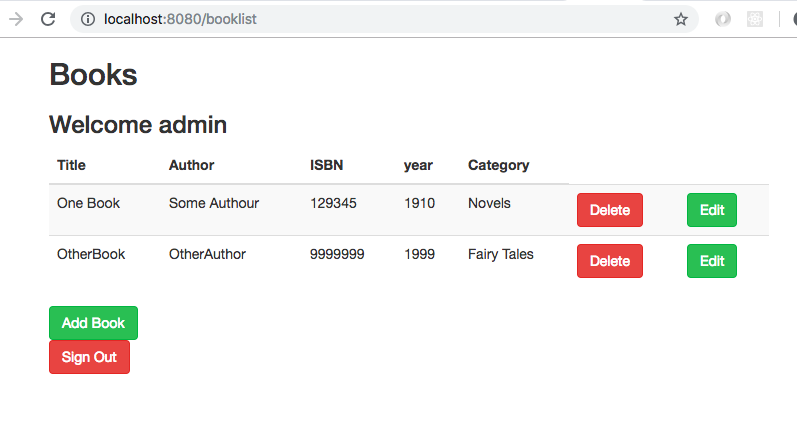 localhost:8080/booklist
Books
Welcome admin
Title Author ISBN year Category
One Book Some Authour 129345 1910 Novels Delete Edit
OtherBook OtherAuthor 9999999 1999 Fairy Tales Delete Edit
Add Book
Sign Out